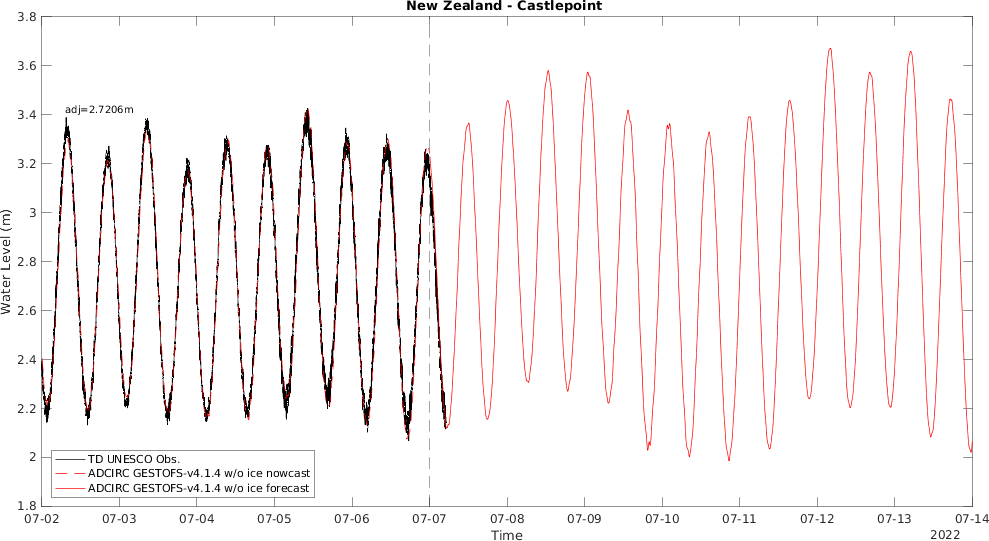 New Zealand - Castlepoint
3.8
3.6
3.4
3.2
3
2.8
2.6
2.4
2.2
2
1.8
Water Level (m)
adj=2.7206m
TD UNESCO Obs.
ADCIRC GESTOFS-v4.1.4 w/o ice nowcast
ADCIRC GESTOFS-v4.1.4 w/o ice forecast
07-02 07-03 07-04 07-05 07-06 07-07 07-08 07-09 07-10 07-11 07-12 07-13 07-14
Time
2022